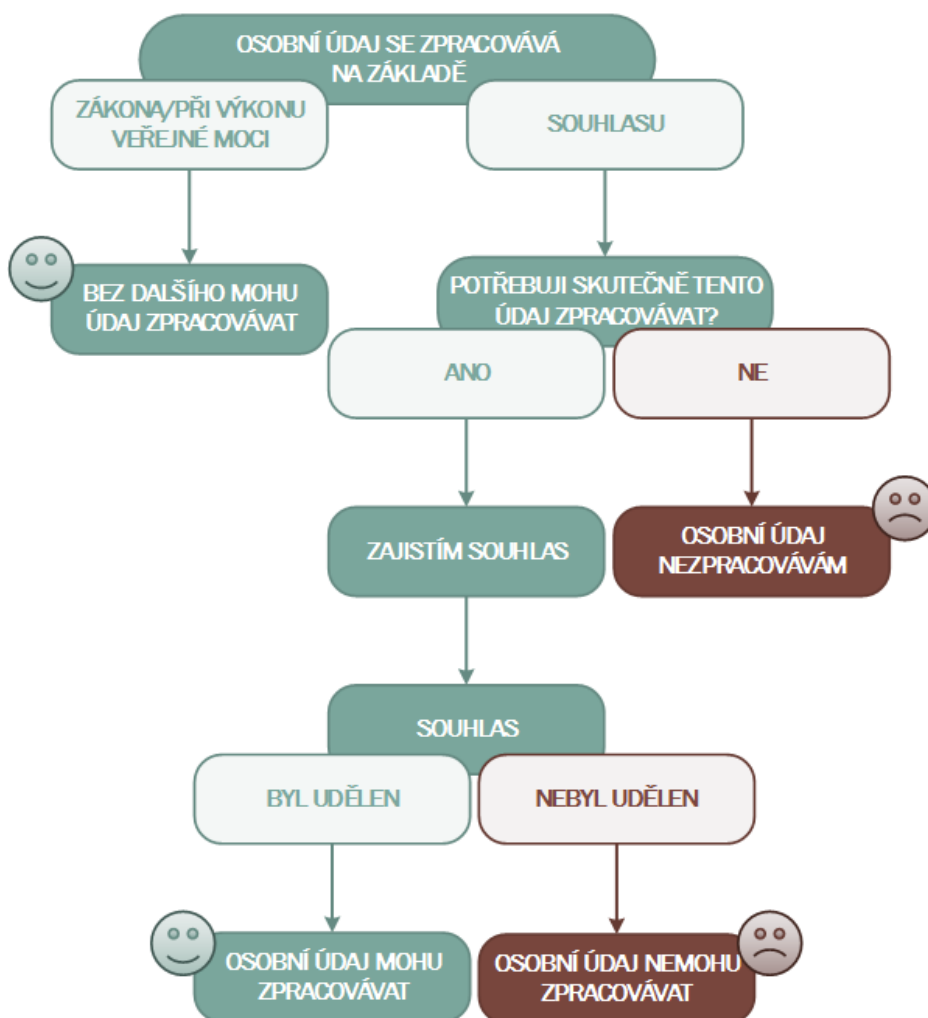 OSOBNÍ ÚDAJ SE ZPRACOVÁVÁ
NA ZÁKLADĚ
ZÁKONA/PŘI VÝKONU
VEŘEJNÉ MOCI
SOUHLASU
BEZ DALŠÍHO MOHU
ÚDAJ ZPRACOVÁVAT
POTŘEBUJI SKUTEČNĚ TENTO
ÚDAJ ZPRACOVÁVAT?
ANO
NE
ZAJISTÍM SOUHLAS
OSOBNÍ ÚDAJ
NEZPRACOVÁVÁM
SOUHLAS
BYL UDĚLEN
NEBYL UDĚLEN
OSOBNÍ ÚDAJ MOHU
ZPRACOVÁVAT
OSOBNÍ ÚDAJ NEMOHU
ZPRACOVÁVAT